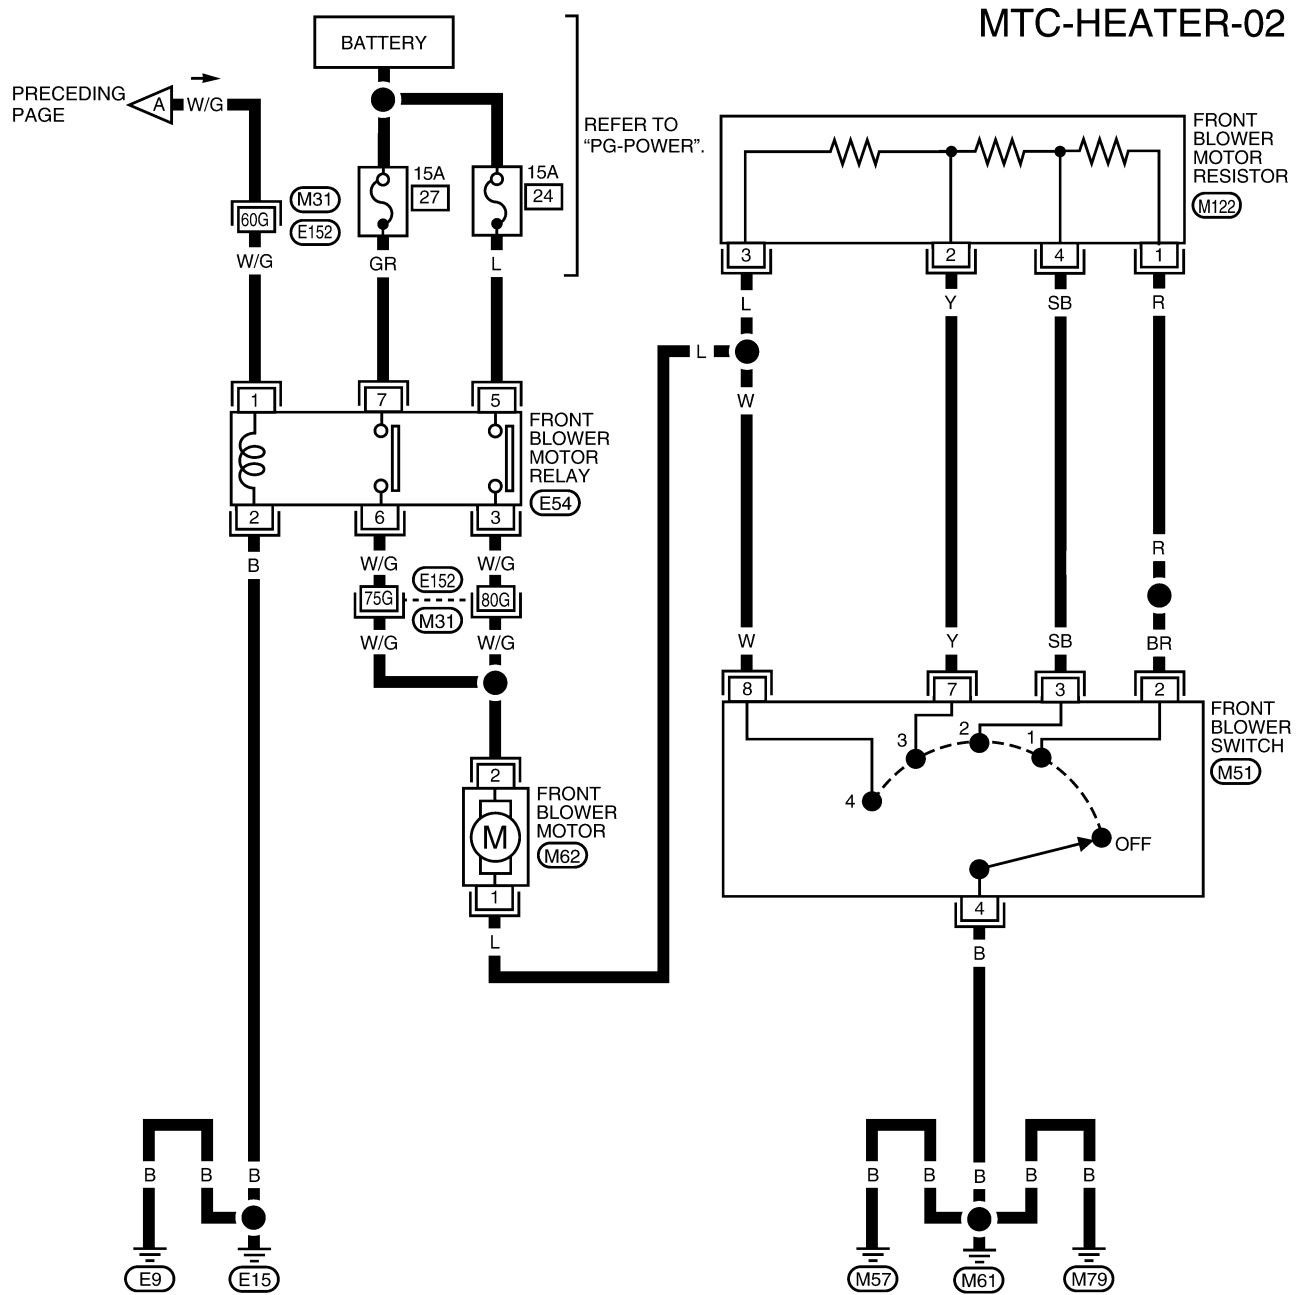 MTC-HEATER-02
BATTERY
PRECEDING
PAGE
A
W/G
REFER TO
“PG-POWER”.
15A
27
15A
24
60G
M31
E152
W/G
GR
L
FRONT
BLOWER
MOTOR
RESISTOR
M122
3
2
4
1
L
Y
SB
R
L
W
1
7
5
FRONT
BLOWER
MOTOR
RELAY
E54
2
6
3
B
W/G
W/G
75G
E152
M31
80G
W/G
W/G
R
W
Y
SB
BR
8
7
3
2
FRONT
BLOWER
SWITCH
M51
4
3
2
1
OFF
4
B
2
FRONT
BLOWER
MOTOR
M62
M
1
L
B
B
B
E9
E15
B
B
B
B
B
M57
M61
M79